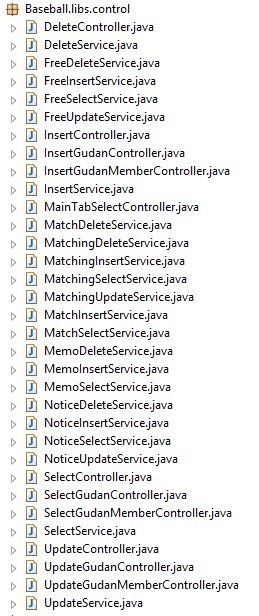 Baseball.libs.control
DeleteController.java
DeleteService.java
FreeDeleteService.java
FreeInsertService.java
FreeSelectService.java
FreeUpdateService.java
InsertController.java
InsertGudanController.java
InsertGudanMemberController.java
InsertService.java
MainTabSelectController.java
MatchDeleteService.java
MatchingDeleteService.java
MatchingInsertService.java
MatchingSelectService.java
MatchingUpdateService.java
MatchInsertService.java
MatchSelectService.java
MemoDeleteService.java
MemoInsertService.java
MemoSelectService.java
NoticeDeleteService.java
NoticeInsertService.java
NoticeSelectService.java
NoticeUpdateService.java
SelectController.java
SelectGudanController.java
SelectGudanMemberController.java
SelectService.java
UpdateController.java
UpdateGudanController.java
UpdateGudanMemberController.java
UpdateService.java